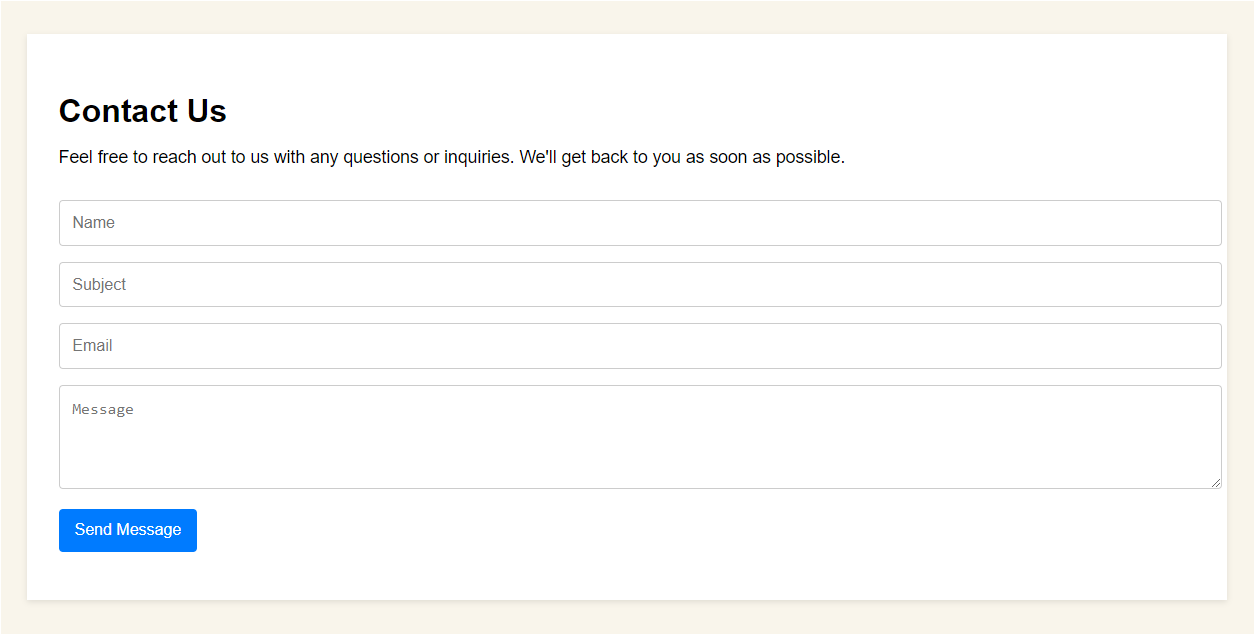 Contact Us
Feel free to reach out to us with any questions or inquiries. We'll get back to you as soon as possible.
Name
Subject
Email
Message
Send Message